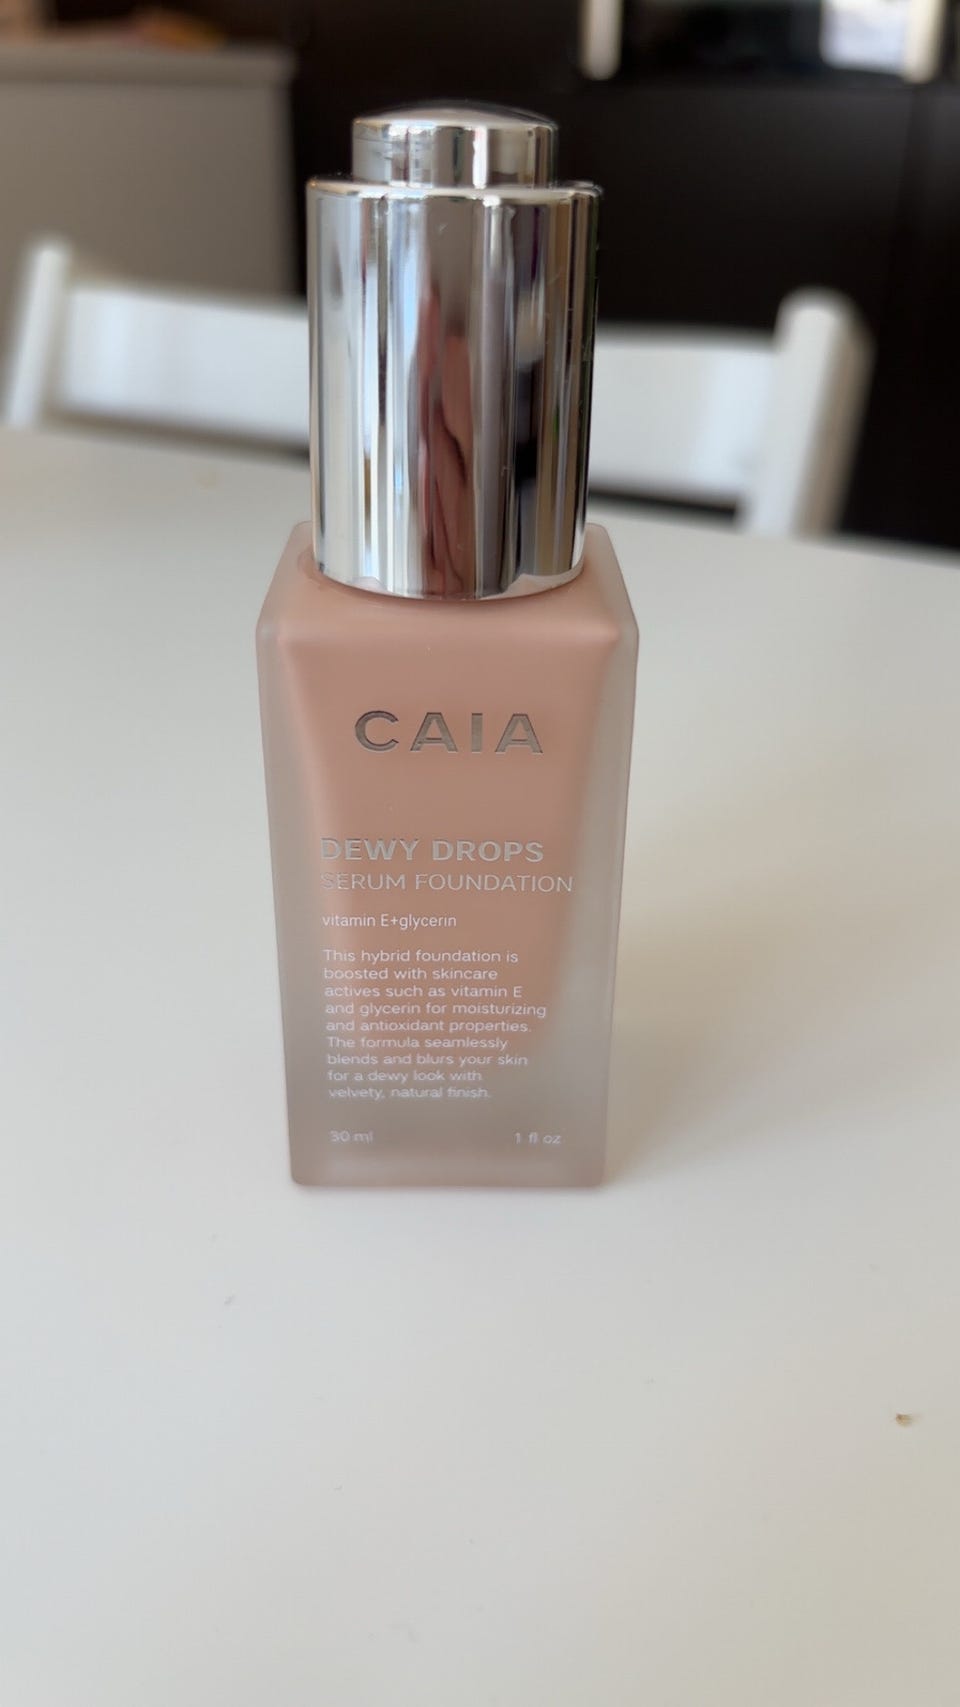 CAIA
DEWY DROPS
SERUM FOUNDATION
vitamin E+glycerin
This hybrid foundation is
boosted with skincare
actives such as vitamin E
and glycerin for moisturizing
and antioxidant properties.
The formula seamlessly
blends and blurs your skin
for a dewy look with
velvety, natural finish.
30 ml 1 fl oz